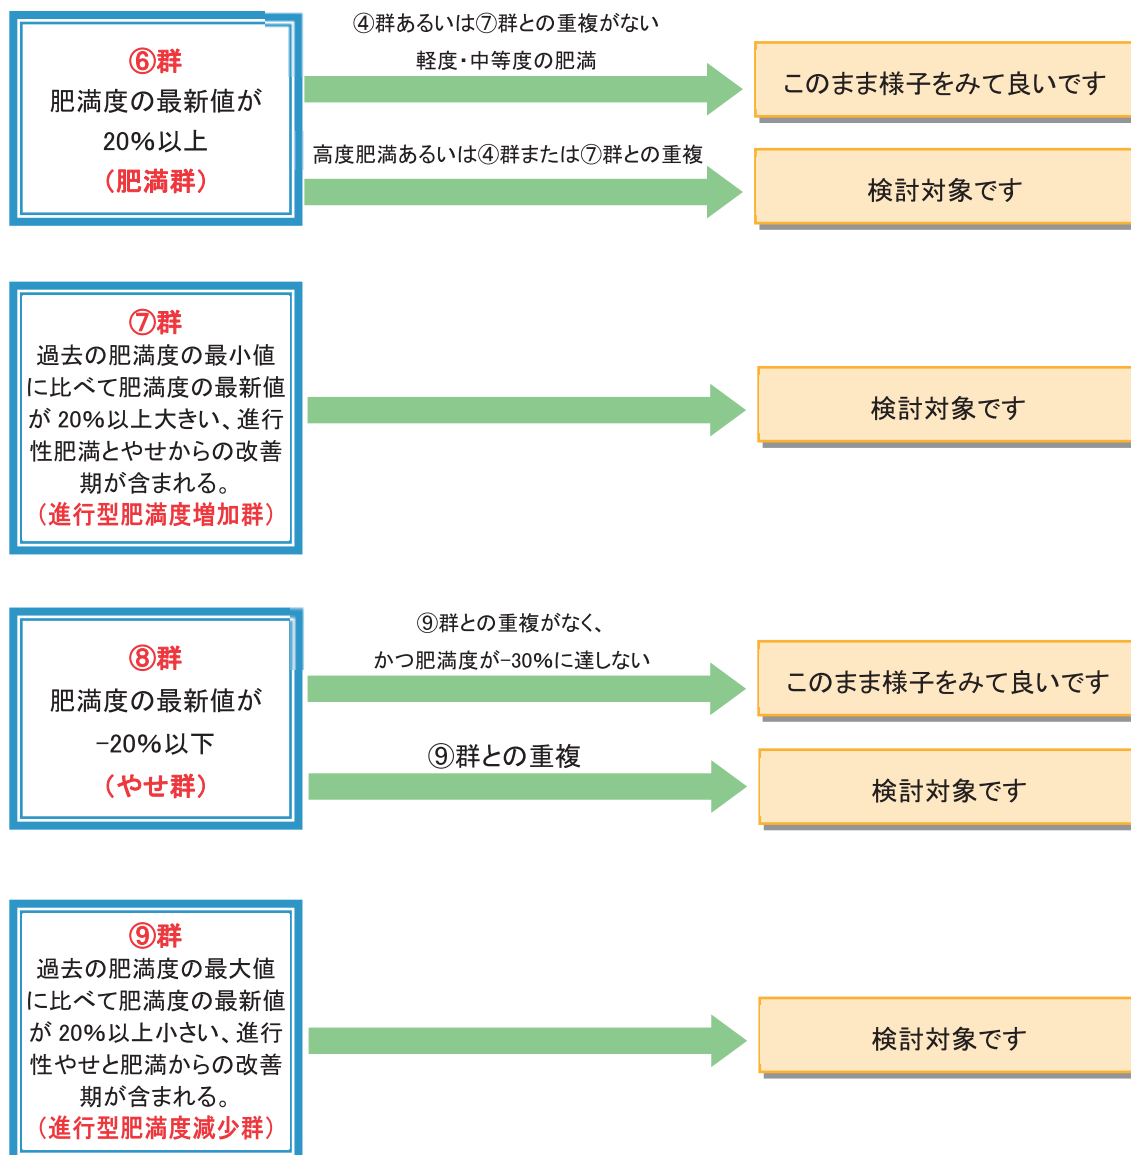 ⑥群
肥満度の最新値が
20%以上
(肥満群)
④群あるいは⑦群との重複がない
軽度・中等度の肥満
このまま様子をみて良いです
高度肥満あるいは④群または⑦群との重複
検討対象です
⑦群
過去の肥満度の最小値
に比べて肥満度の最新値
が 20%以上大きい、進行
性肥満とやせからの改善
期が含まれる。
(進行型肥満度増加群)
検討対象です
⑧群
肥満度の最新値が
-20%以下
(やせ群)
⑨群との重複がなく、
かつ肥満度が-30%に達しない
このまま様子をみて良いです
⑨群との重複
検討対象です
⑨群
過去の肥満度の最大値
に比べて肥満度の最新値
が 20%以上小さい、進行
性やせと肥満からの改善
期が含まれる。
(進行型肥満度減少群)
検討対象です